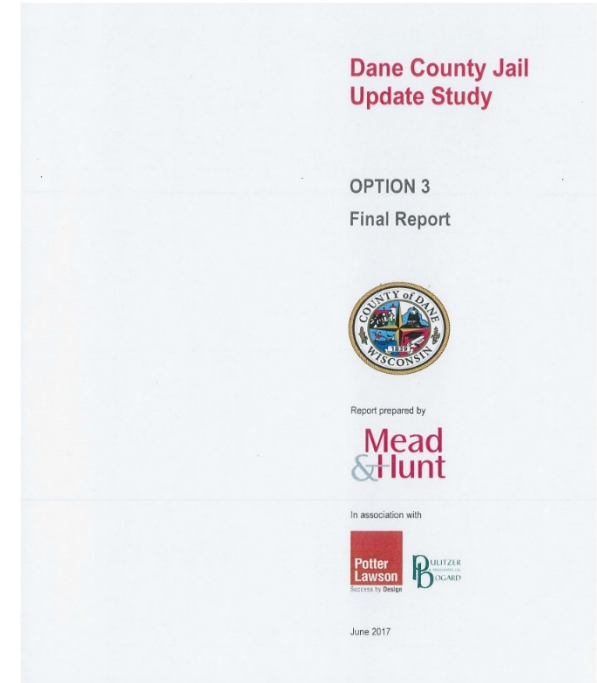 Dane County Jail
Update Study
OPTION 3
Final Report
COUNTY of DANE
1839
WISCONSIN
Report prepared by
Mead
&Hunt
In association with
Potter
Lawson
Success by Design
PULITZER
BOGARD
June 2017